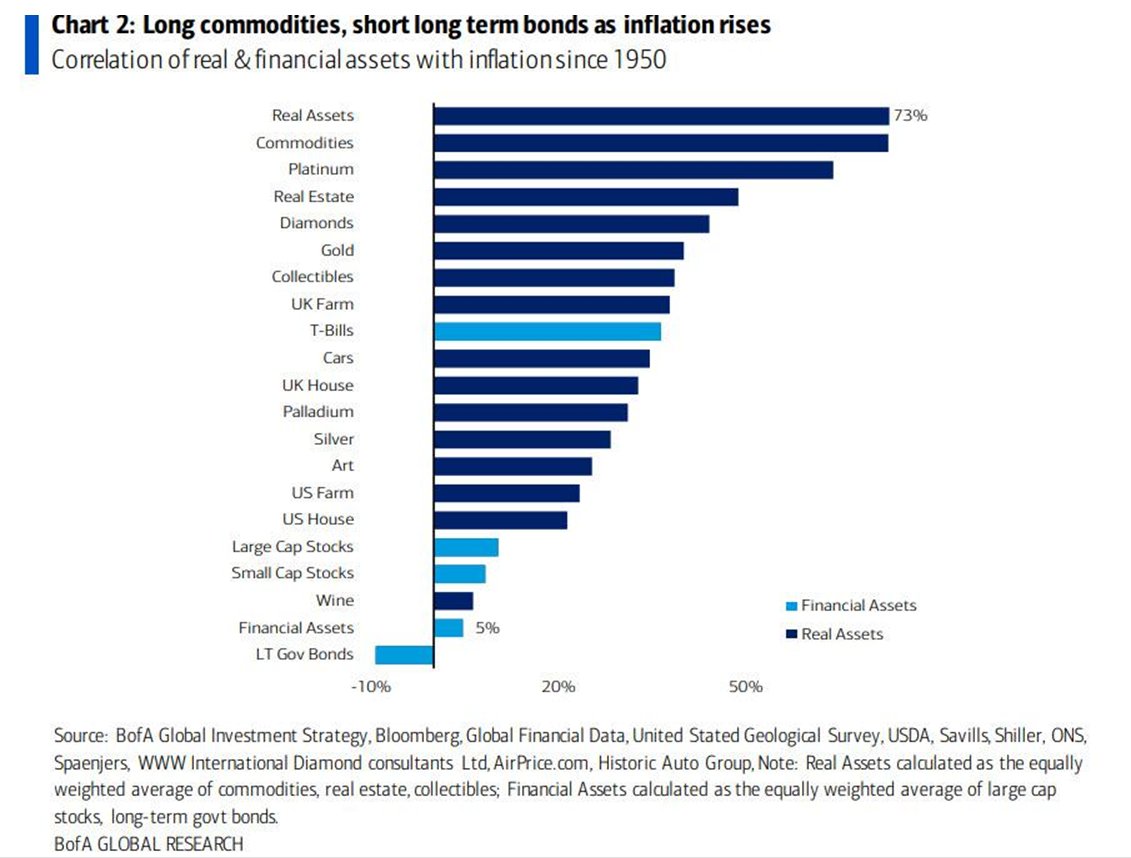 Chart 2: Long commodities, short long term bonds as inflation rises
Correlation of real & financial assets with inflation since 1950
Real Assets 73%
Commodities
Platinum
Real Estate
Diamonds
Gold
Collectibles
UK Farm
T-Bills
Cars
UK House
Palladium
Silver
Art
US Farm
US House
Large Cap Stocks
Small Cap Stocks
Wine
Financial Assets 5%
LT Gov Bonds
-10% 20% 50%
Financial Assets
Real Assets
Source: BofA Global Investment Strategy, Bloomberg, Global Financial Data, United Stated Geological Survey, USDA, Savills, Shiller, ONS,
Spaenjers, WWW International Diamond consultants Ltd, AirPrice.com, Historic Auto Group, Note: Real Assets calculated as the equally
weighted average of commodities, real estate, collectibles; Financial Assets calculated as the equally weighted average of large cap
stocks, long-term govt bonds.
BofA GLOBAL RESEARCH